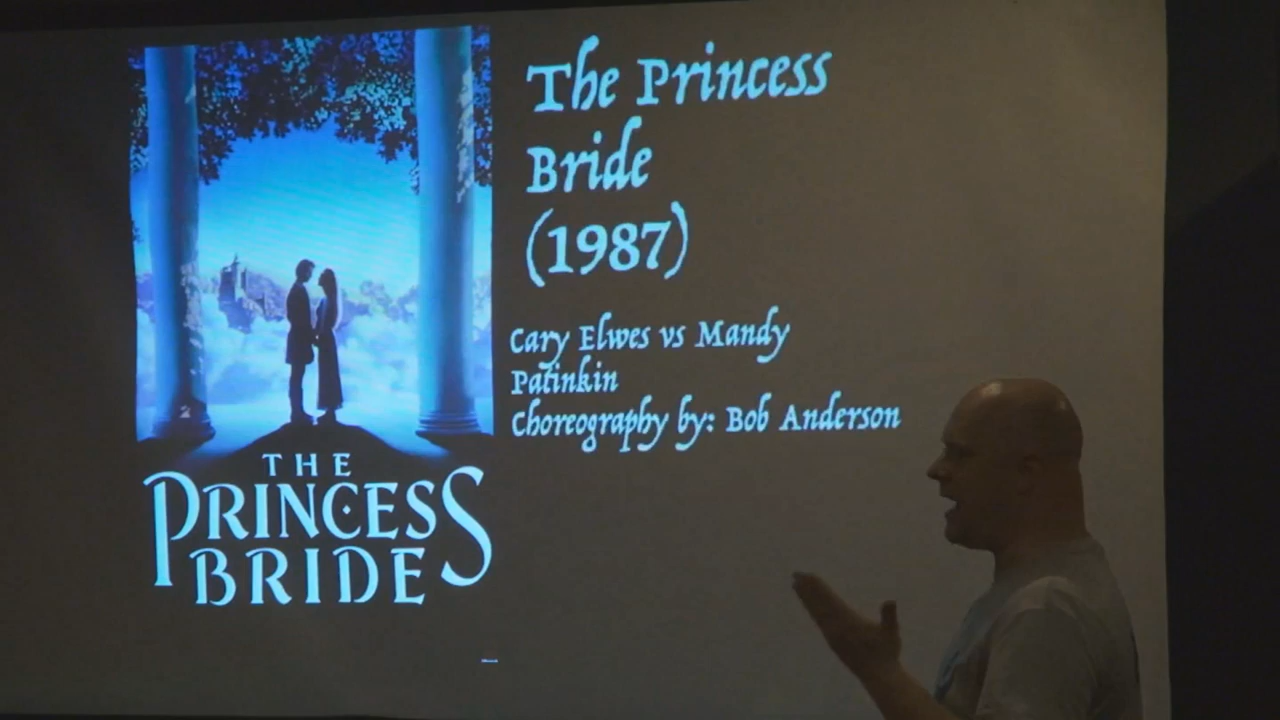 The Princess
Bride
(1987)
Cary Elwes vs Mandy
Patinkin
Choreography by: Bob Anderson
THE
PRINCESS
BRIDE